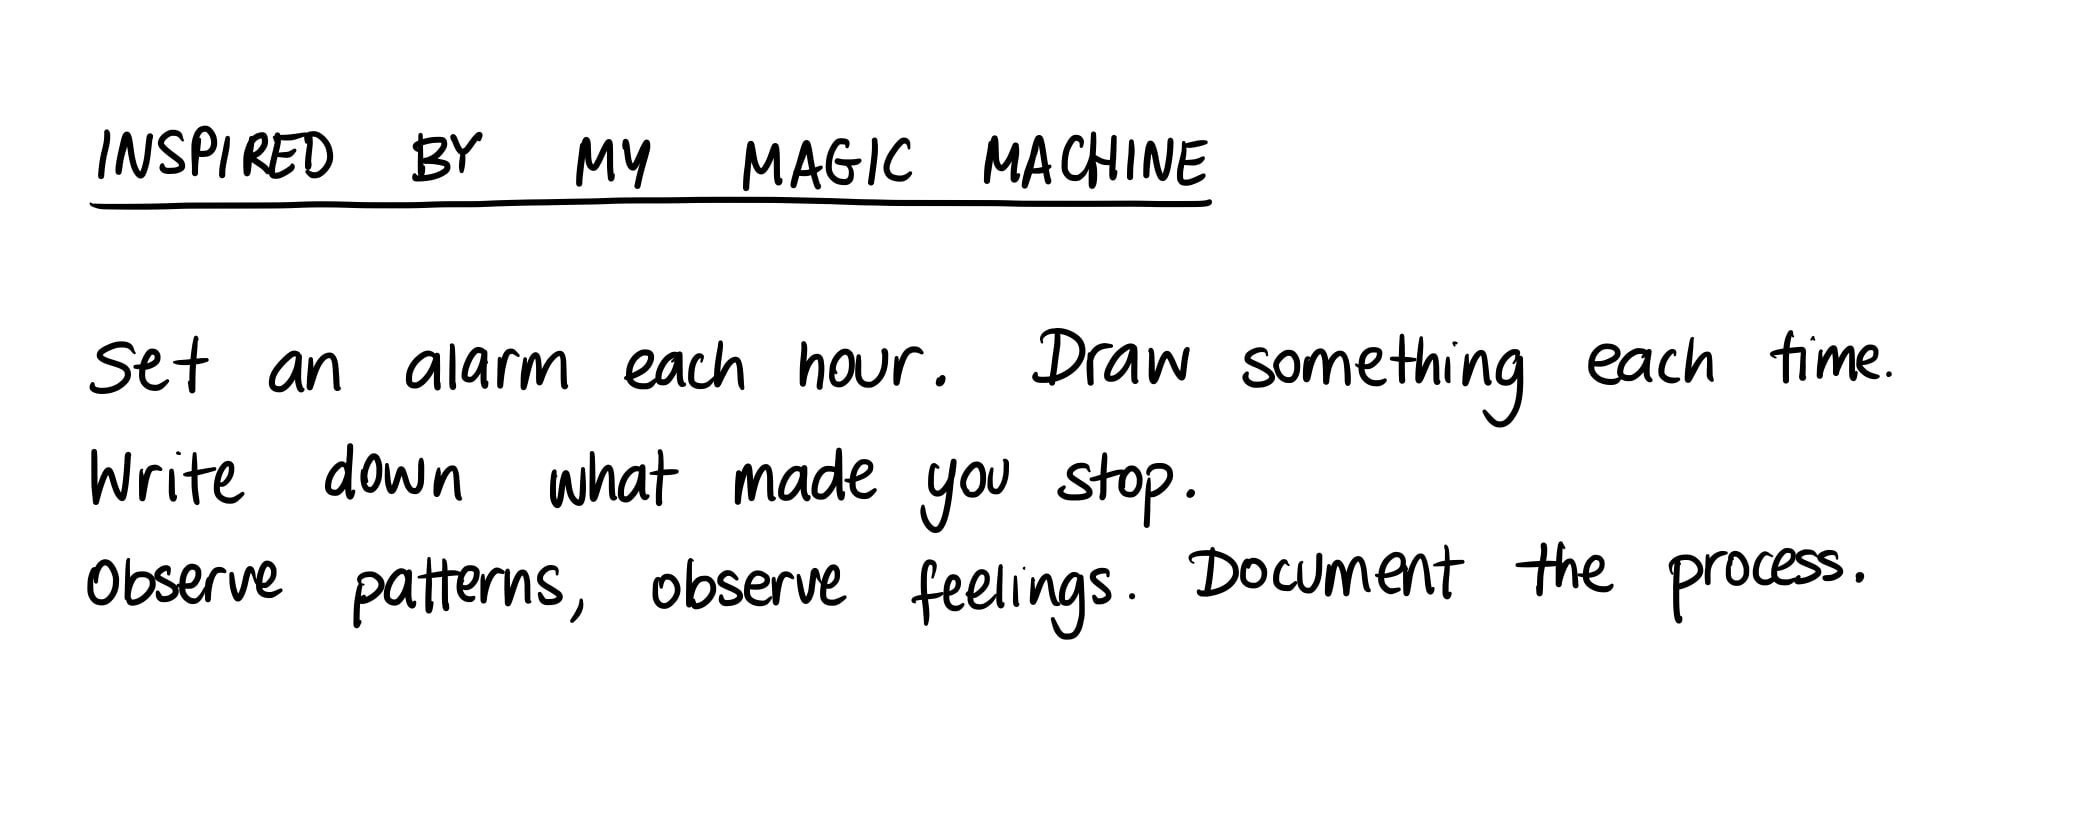 INSPIRED BY MY MAGIC MACHINE
Set an alarm each hour. Draw something each time.
Write down what made you stop.
Observe patterns, observe feelings. Document the process.